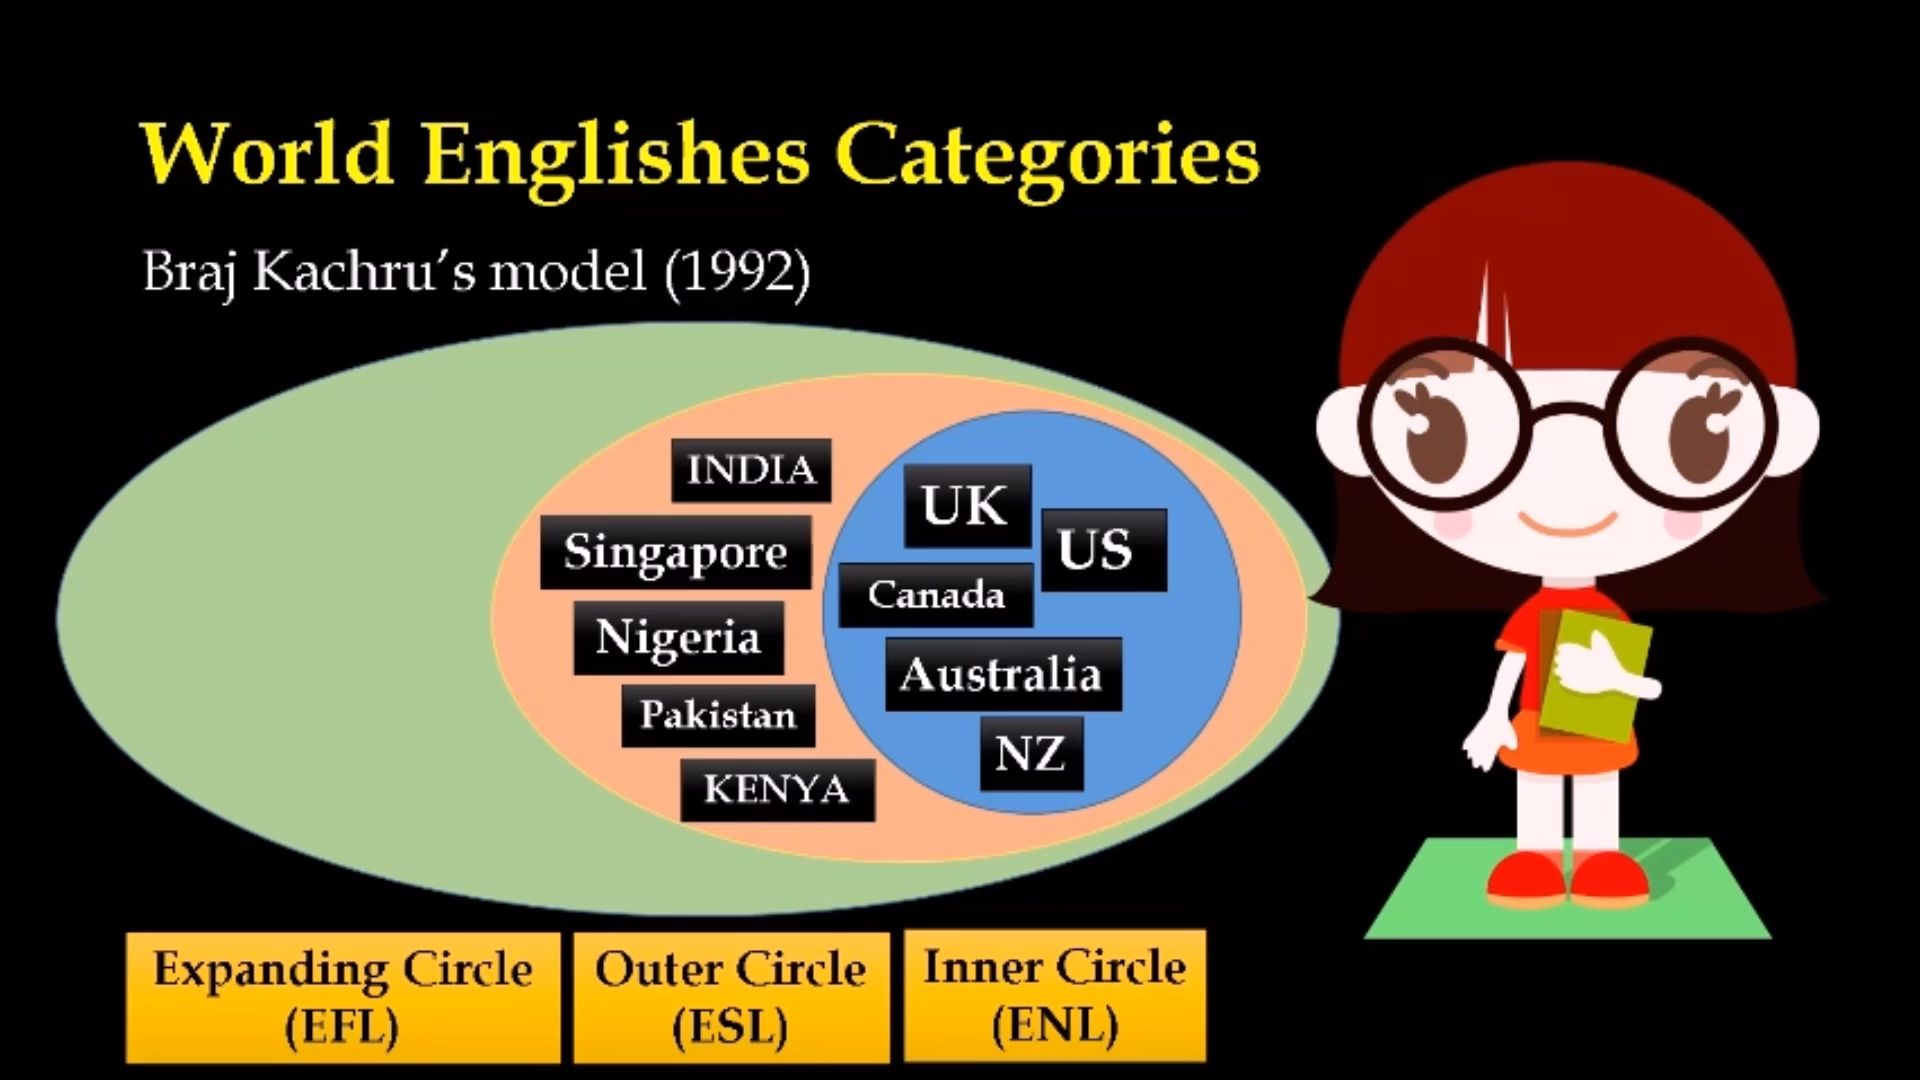 World Englishes Categories
Braj Kachru's model (1992)
INDIA
Singapore
Nigeria
Pakistan
KENYA
UK
US
Canada
Australia
NZ
Expanding Circle
(EFL)
Outer Circle
(ESL)
Inner Circle
(ENL)